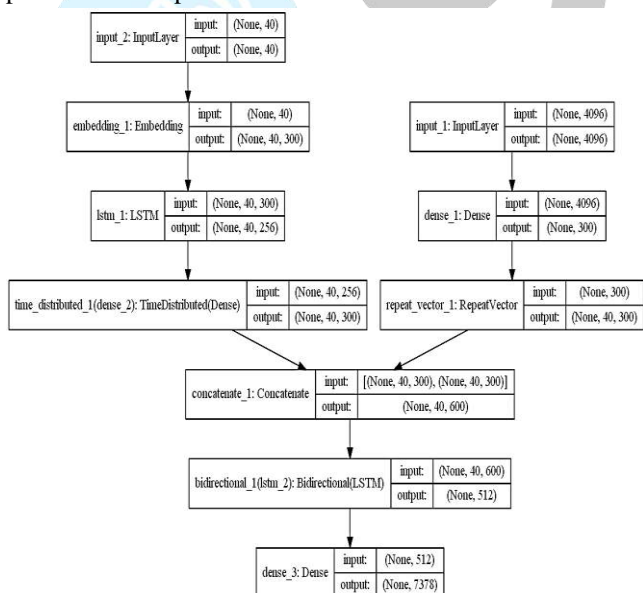 input_2: InputLayer
input: (None, 40)
output: (None, 40)
embedding_1: Embedding
input: (None, 40)
output: (None, 40, 300)
input_1: InputLayer
input: (None, 4096)
output: (None, 4096)
lstm_1: LSTM
input: (None, 40, 300)
output: (None, 40, 256)
dense_1: Dense
input: (None, 4096)
output: (None, 300)
time_distributed_1(dense_2): TimeDistributed(Dense)
input: (None, 40, 256)
output: (None, 40, 300)
repeat_vector_1: RepeatVector
input: (None, 300)
output: (None, 40, 300)
concatenate_1: Concatenate
input: [(None, 40, 300), (None, 40, 300)]
output: (None, 40, 600)
bidirectional_1(lstm_2): Bidirectional(LSTM)
input: (None, 40, 600)
output: (None, 512)
dense_3: Dense
input: (None, 512)
output: (None, 7378)